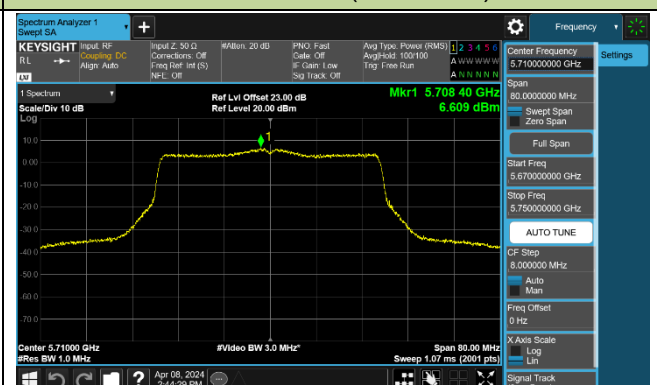 Spectrum Analyzer 1
Swept SA
Frequency
KEYSIGHT
RL
LXI
Input: RF
Coupling: DC
Align: Auto
Input Z: 50 Ω
Corrections: Off
Freq Ref: Int (S)
NFE: Off
#Atten: 20 dB
PNO: Fast
Gate: Off
IF Gain: Low
Sig Track: Off
Avg Type: Power (RMS)
Avg|Hold: 100/100
Trig: Free Run
1 2 3 4 5 6
A W W W W W
A N N N N N
Center Frequency
5.710000000 GHz
Settings
Span
80.0000000 MHz
Swept Span
Zero Span
Full Span
Start Freq
5.670000000 GHz
Stop Freq
5.750000000 GHz
AUTO TUNE
CF Step
8.000000 MHz
Auto
Man
Freq Offset
0 Hz
X Axis Scale
Log
Lin
Signal Track
1 Spectrum
Scale/Div 10 dB
Log
Ref Lvl Offset 23.00 dB
Ref Level 20.00 dBm
Mkr1 5.708 40 GHz
6.609 dBm
1
10.0
0.00
-10.0
-20.0
-30.0
-40.0
-50.0
-60.0
-70.0
Center 5.71000 GHz
#Res BW 1.0 MHz
#Video BW 3.0 MHz*
Span 80.00 MHz
Sweep 1.07 ms (2001 pts)
Apr 08, 2024
2:44:29 PM